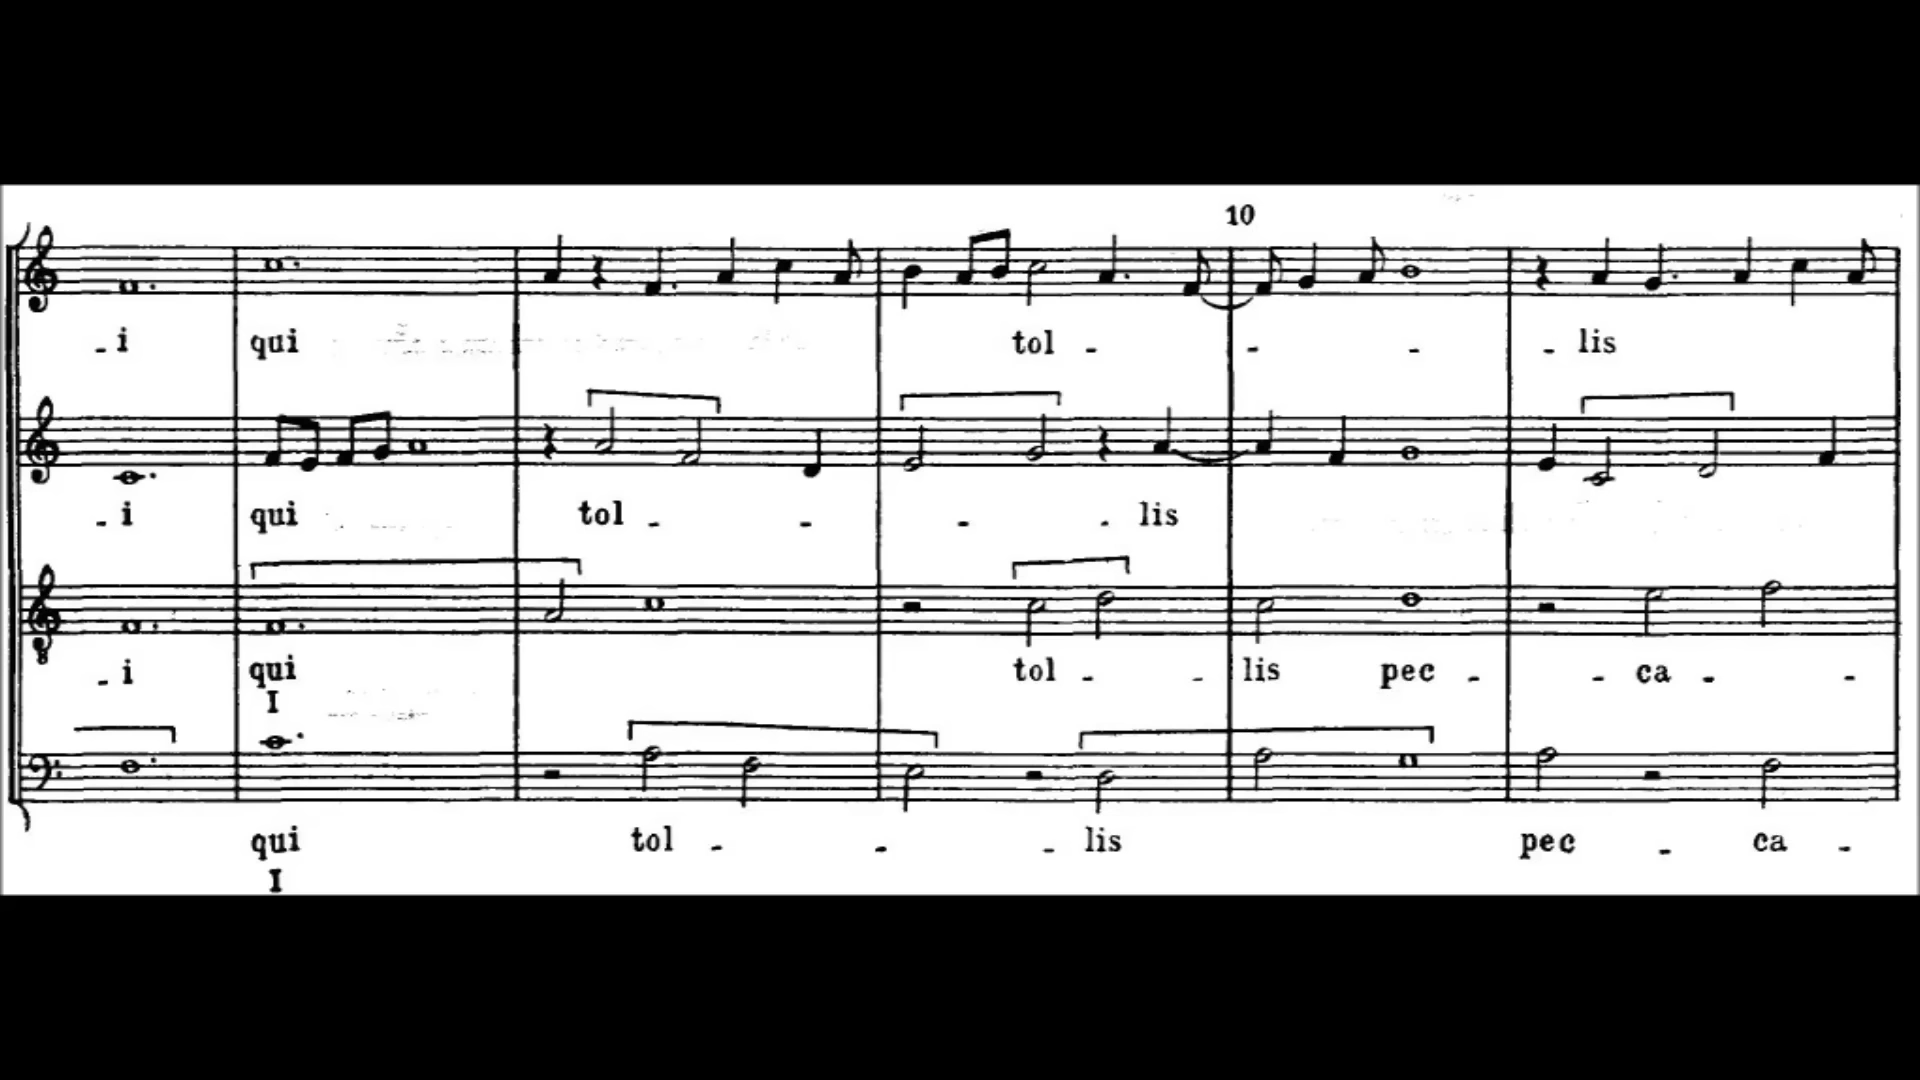 10
- i qui tol - - - - lis
- i qui tol - - - . lis
- i qui tol - - lis pec - - ca - -
I
qui tol - - - lis pec - ca -
I